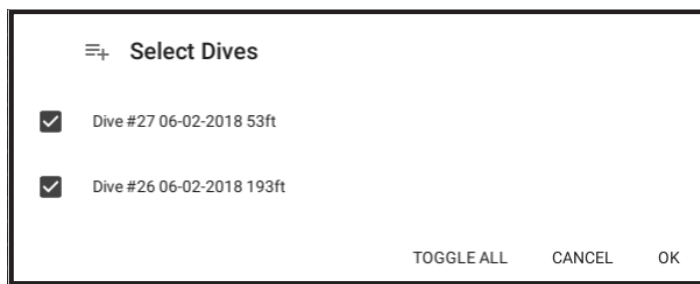 Select Dives
Dive #27 06-02-2018 53ft
Dive #26 06-02-2018 193ft
TOGGLE ALL CANCEL OK